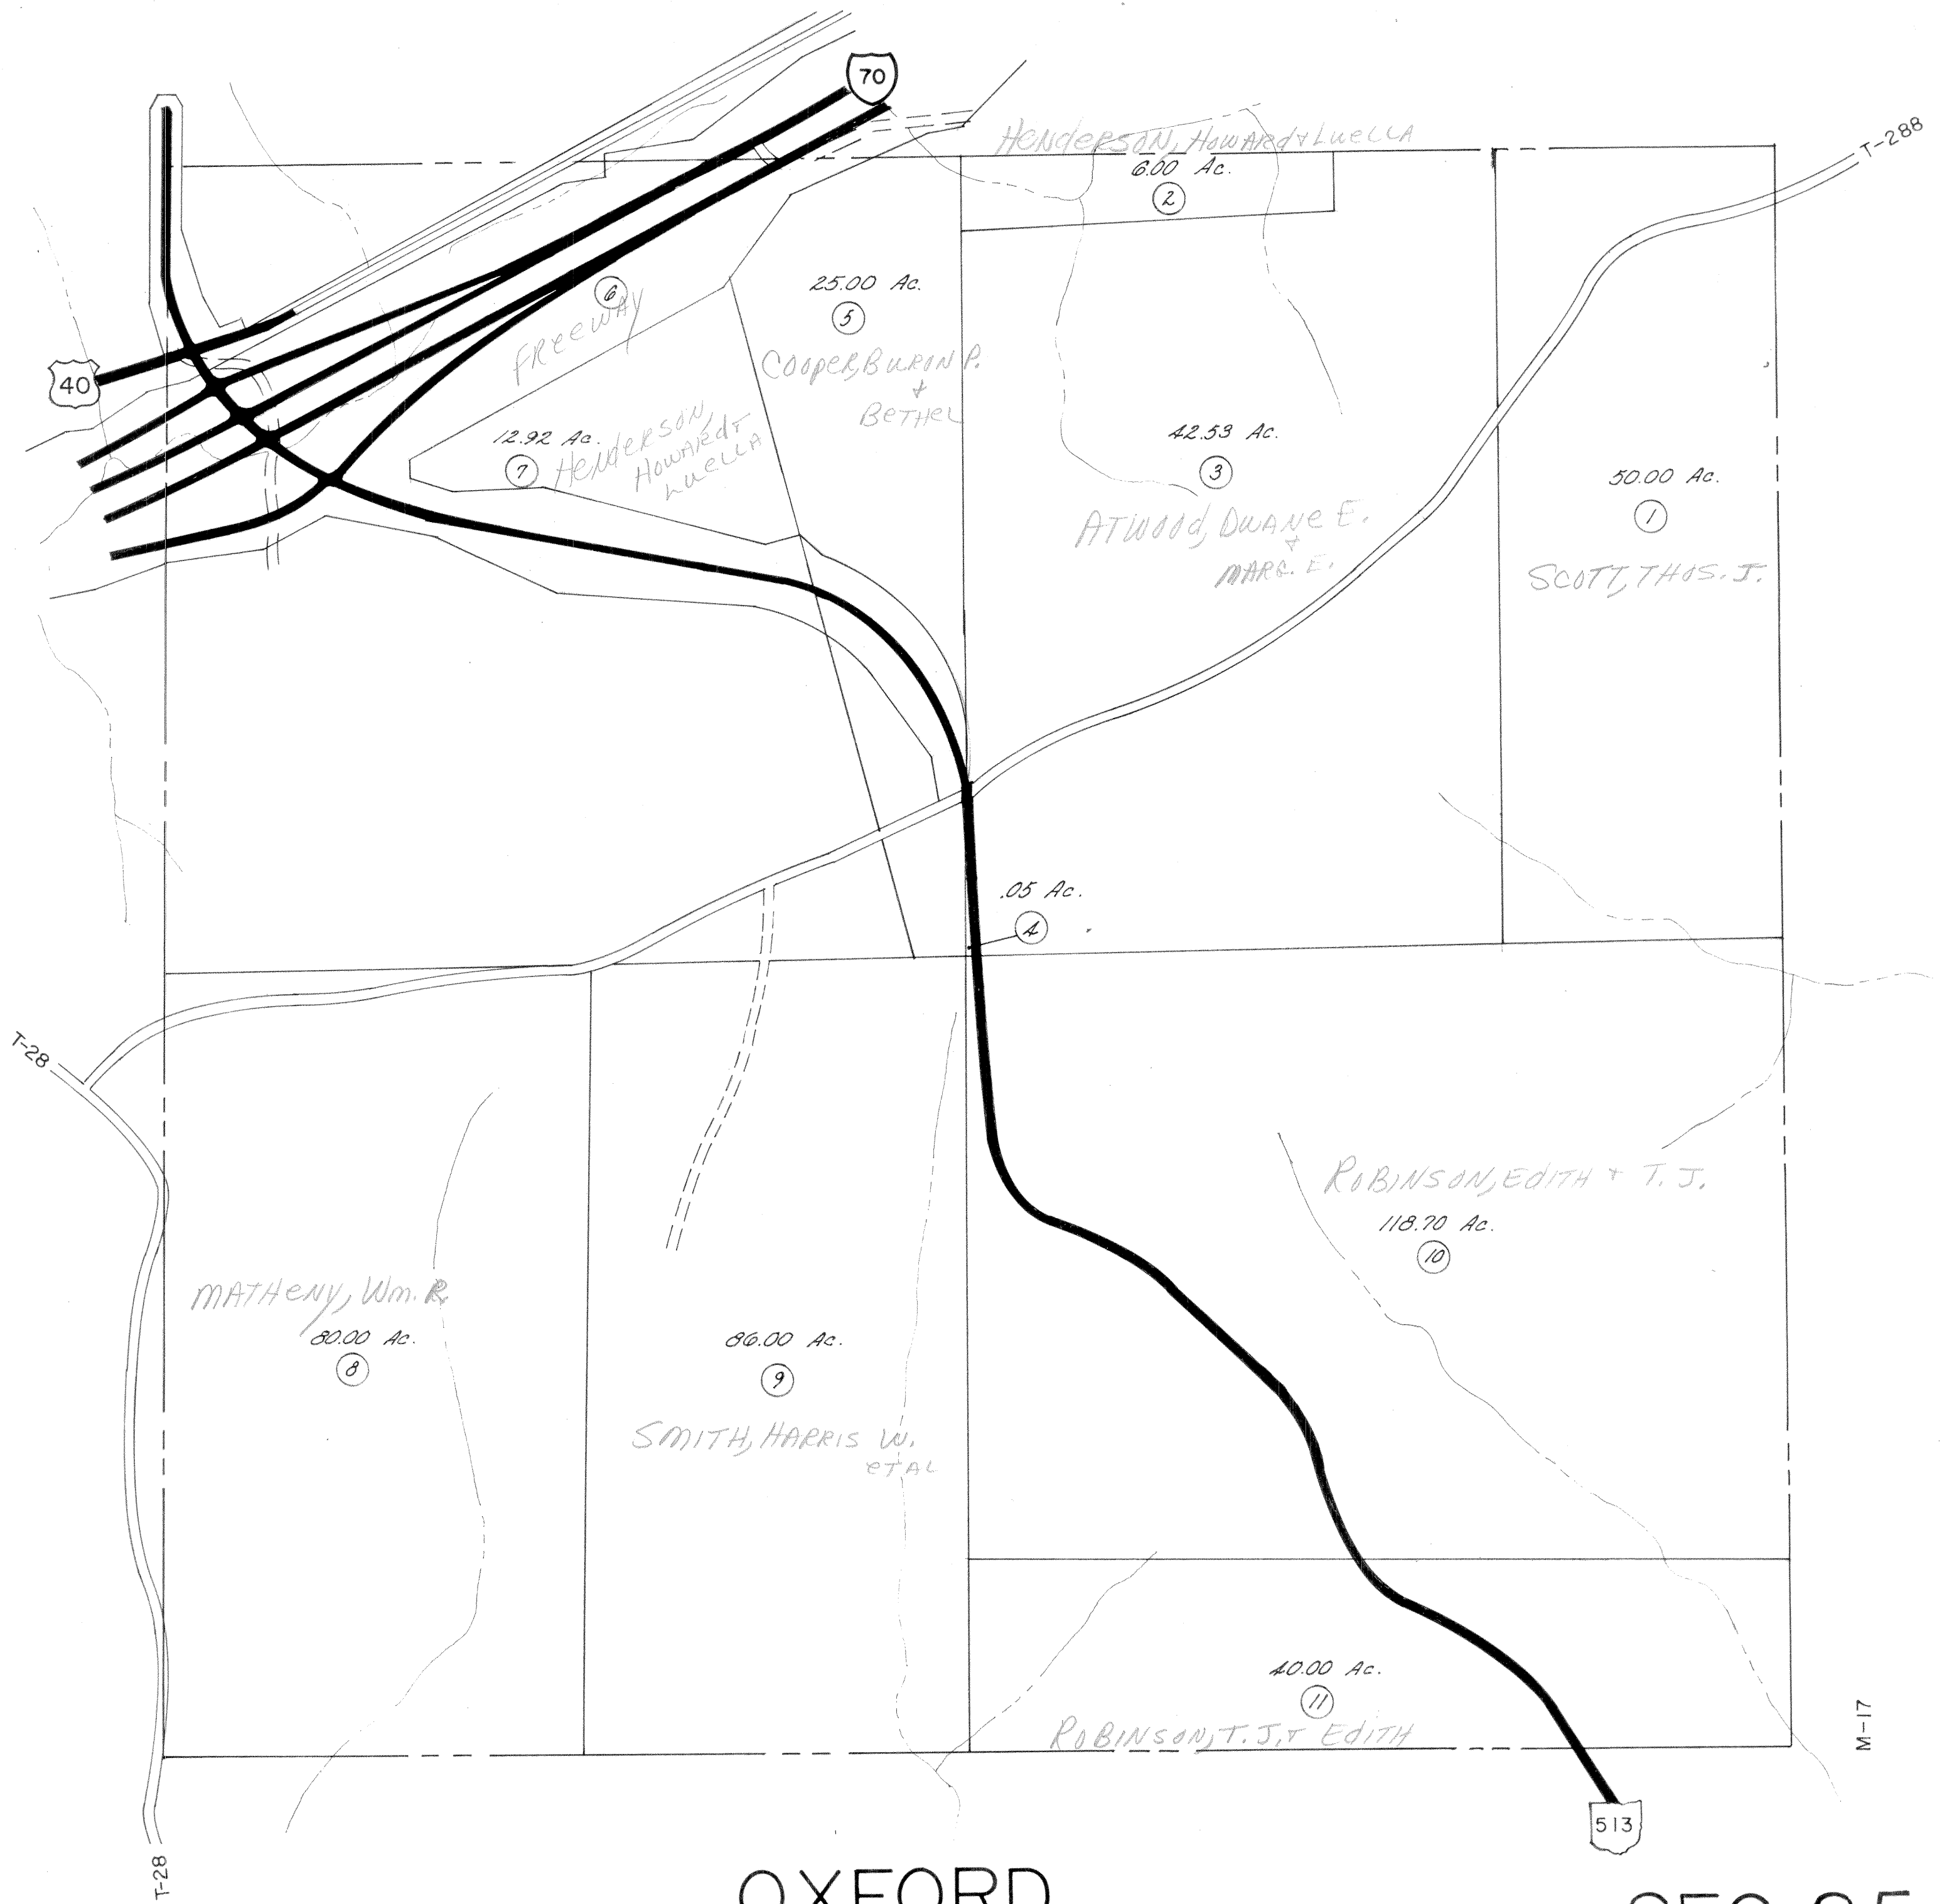 70
T-288
HENDERSON, HOWARD & LUELLA
6.00 Ac.
2
25.00 Ac.
5
COOPER, BURON P.
&
BETHEL
6
FREEWAY
40
12.92 Ac.
7
HENDERSON,
HOWARD &
LUELLA
42.53 Ac.
3
ATWOOD, DWANE E.
&
MARG. E.
50.00 Ac.
1
SCOTT, THOS. J.
.05 Ac.
4
T-28
ROBINSON, EDITH & T. J.
118.70 Ac.
10
MATHENY, Wm. R.
80.00 Ac.
8
86.00 Ac.
9
SMITH, HARRIS W.
ET AL
40.00 Ac.
11
ROBINSON, T. J. & EDITH
M-17
513
T-28
OXFORD